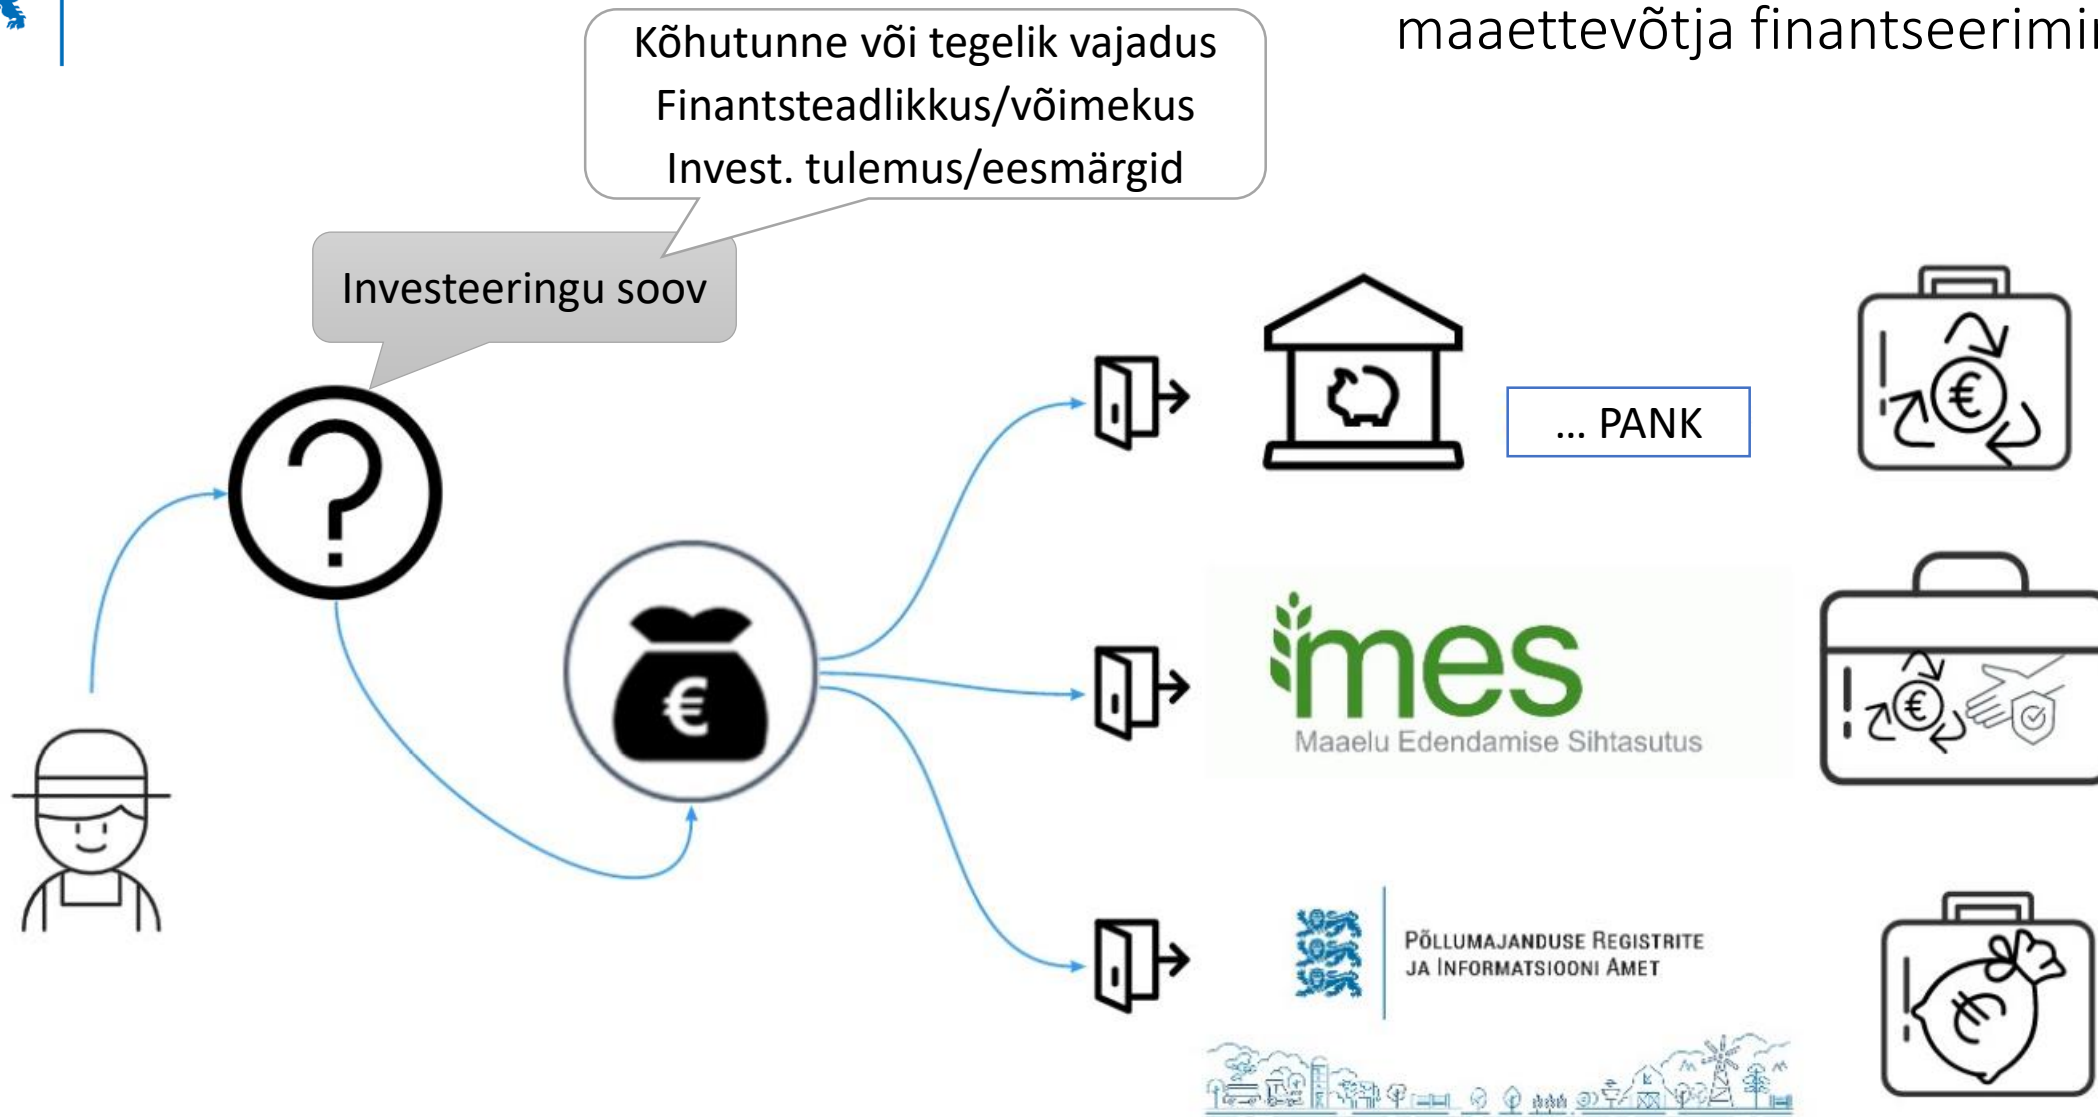 maaettevõtja finantseerimin
Kõhutunne või tegelik vajadus
Finantsteadlikkus/võimekus
Invest. tulemus/eesmärgid
Investeeringu soov
... PANK
mes
Maaelu Edendamise Sihtasutus
PÕLLUMAJANDUSE REGISTRITE
JA INFORMATSIOONI AMET